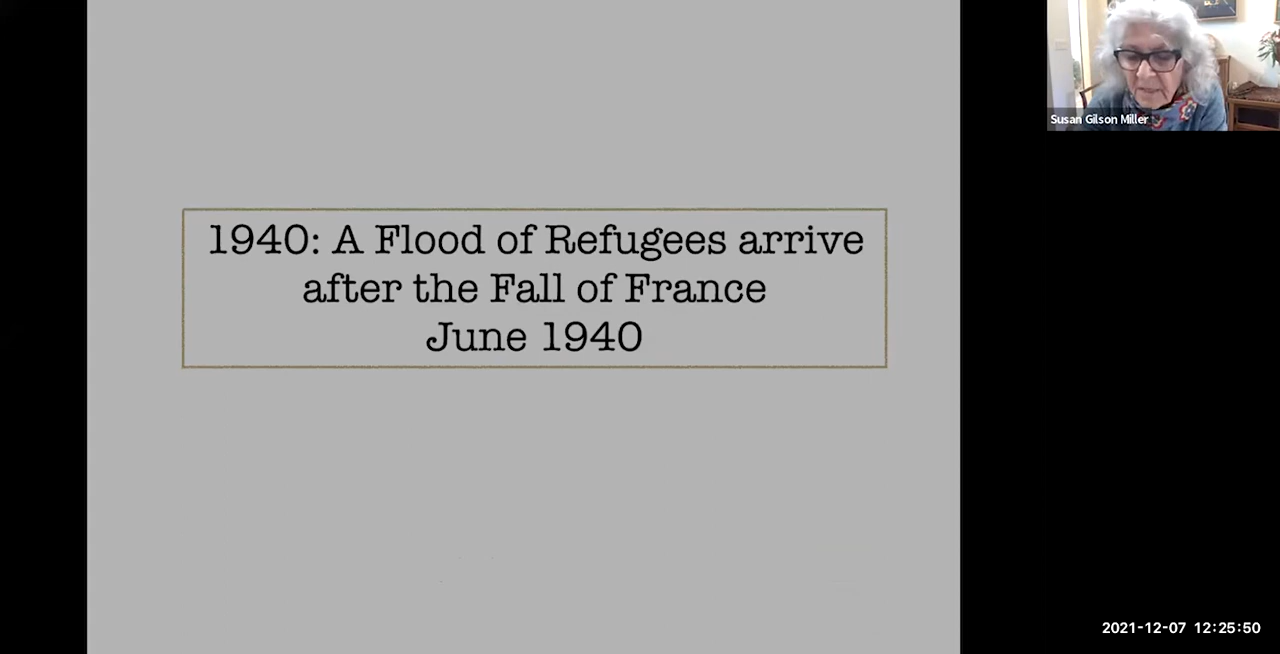 1940: A Flood of Refugees arrive
after the Fall of France
June 1940
Susan Gilson Miller
2021-12-07 12:25:50